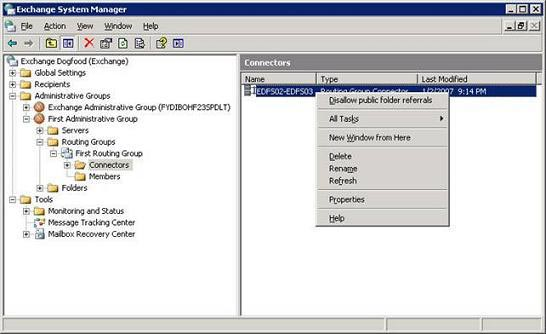 Exchange System Manager
File Action View Window Help
Exchange Dogfood (Exchange)
Global Settings
Recipients
Administrative Groups
Exchange Administrative Group (FYDIBOHF23SPDLT)
First Administrative Group
Servers
Routing Groups
First Routing Group
Connectors
Members
Folders
Tools
Monitoring and Status
Message Tracking Center
Mailbox Recovery Center
Connectors
Name Type Last Modified
EDFS02-EDFS03 Routing Group Connector 1/2/2007 9:14 PM
Disallow public folder referrals
All Tasks
New Window from Here
Delete
Rename
Refresh
Properties
Help